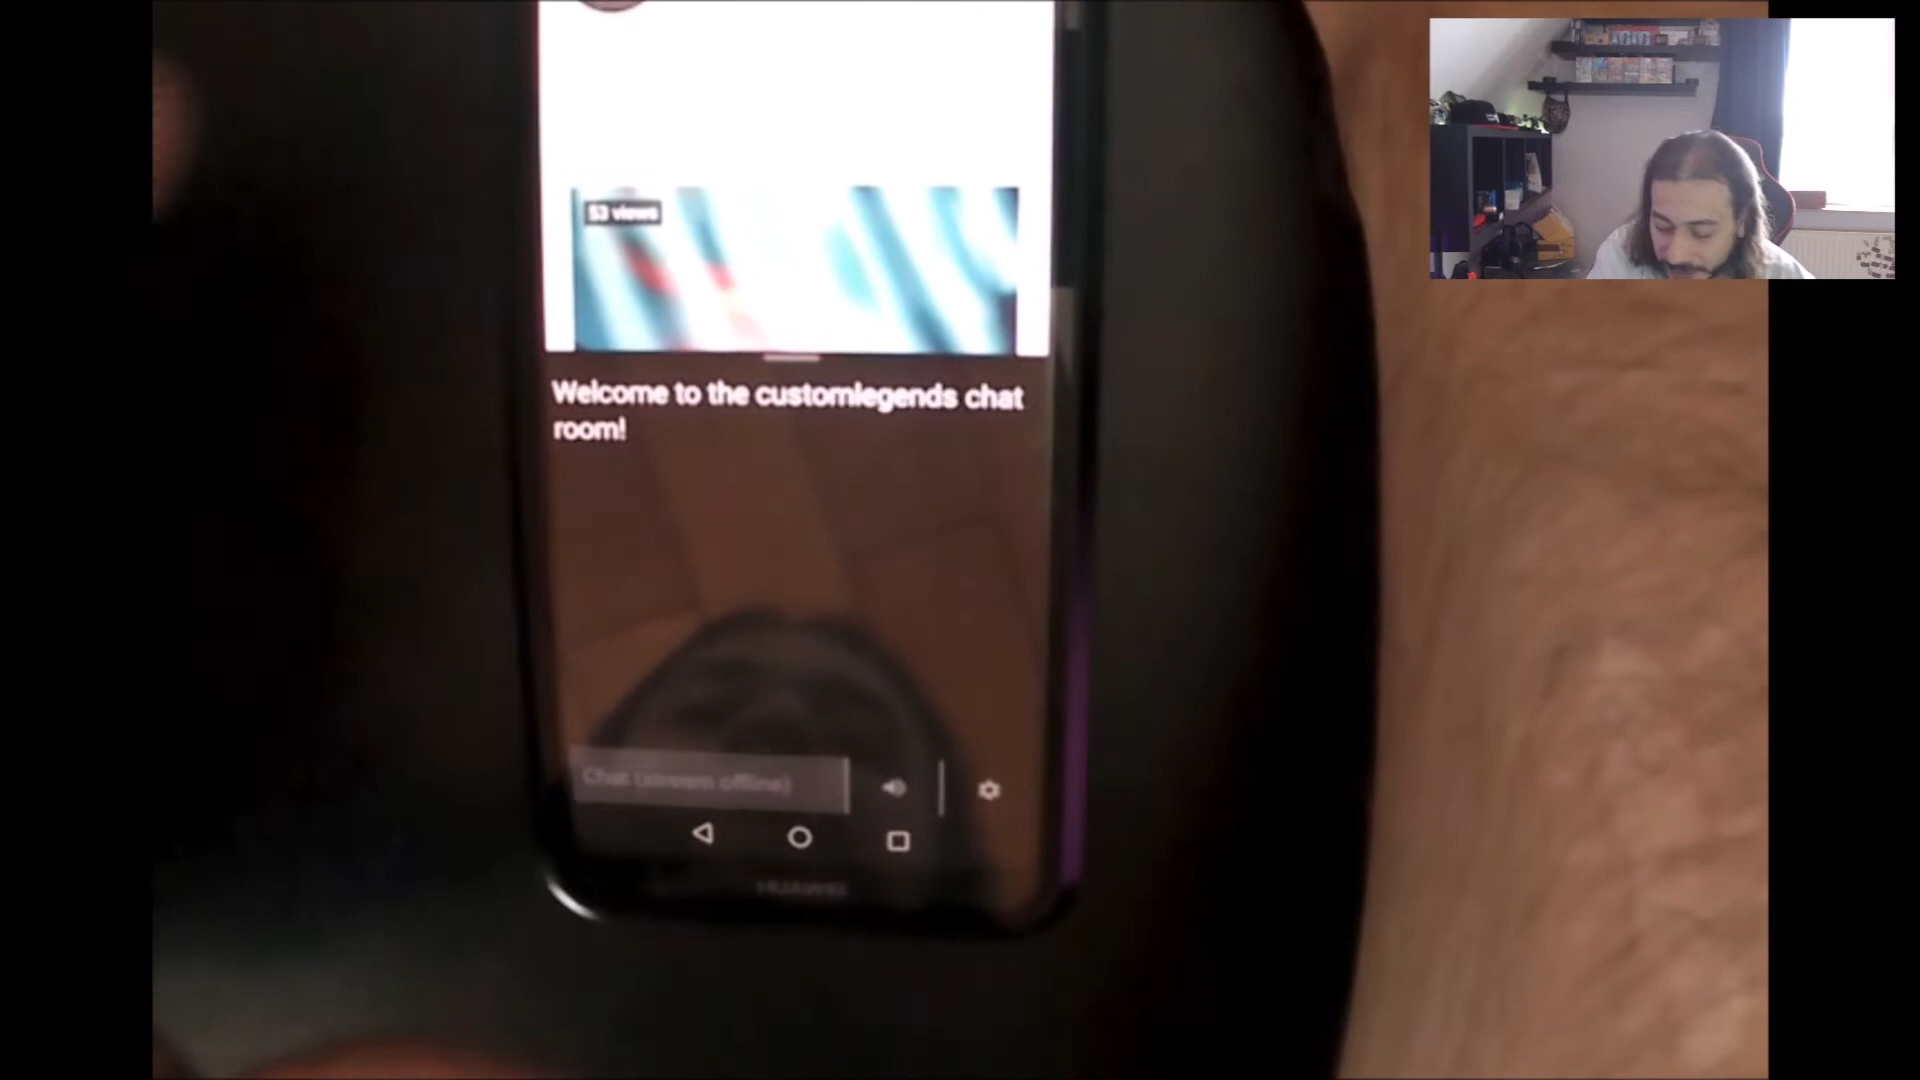 53 views
Welcome to the customlegends chat
room!
Chat (stream offline)
HUAWEI